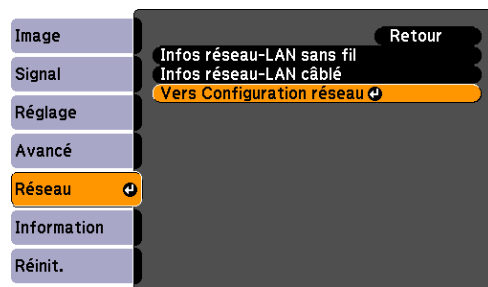 Image
Signal
Réglage
Avancé
Réseau
Information
Réinit.
Retour
Infos réseau-LAN sans fil
Infos réseau-LAN câblé
Vers Configuration réseau